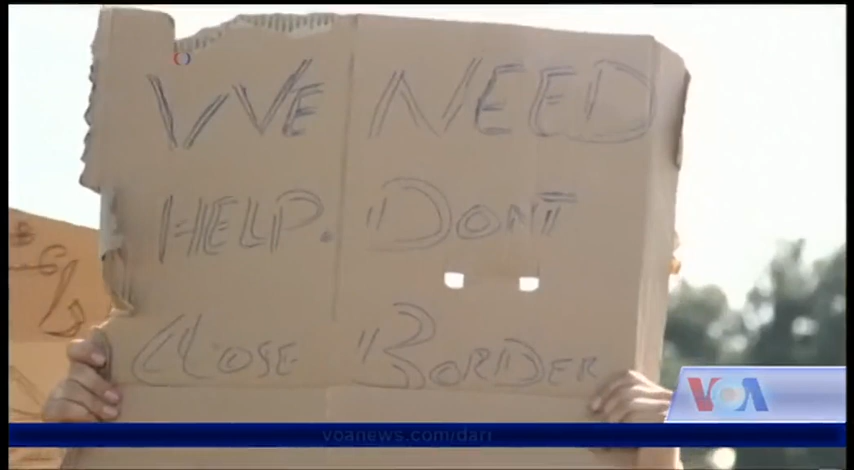 WE NEED
HELP. DONT
CLOSE BORDER
VOA
voanews.com/dari